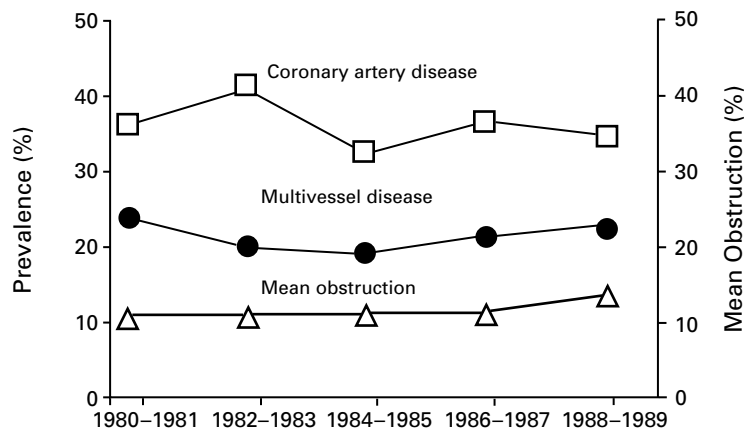 50
40
30
20
10
0
Prevalence (%)
Coronary artery disease
Multivessel disease
Mean obstruction
50
40
30
20
10
0
Mean Obstruction (%)
1980–1981 1982–1983 1984–1985 1986–1987 1988–1989